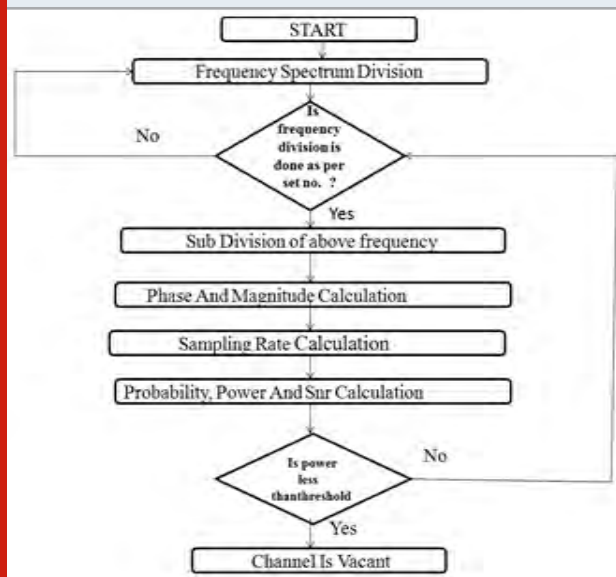 START
Frequency Spectrum Division
Is
frequency
division is
done as per
set no. ?
No
Yes
Sub Division of above frequency
Phase And Magnitude Calculation
Sampling Rate Calculation
Probability, Power And Snr Calculation
Is power
less
thanthreshold
No
Yes
Channel Is Vacant